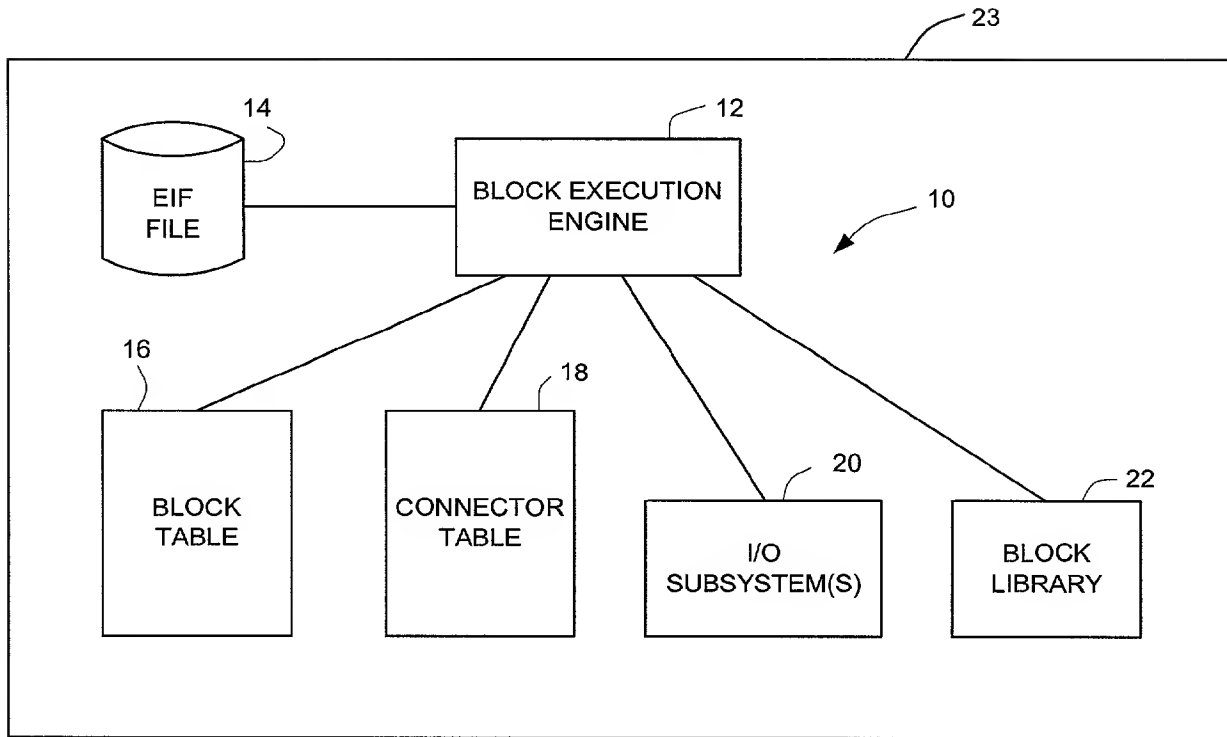 23
14
12
EIF
FILE
BLOCK EXECUTION
ENGINE
10
16
18
BLOCK
TABLE
CONNECTOR
TABLE
20
22
I/O
SUBSYSTEM(S)
BLOCK
LIBRARY